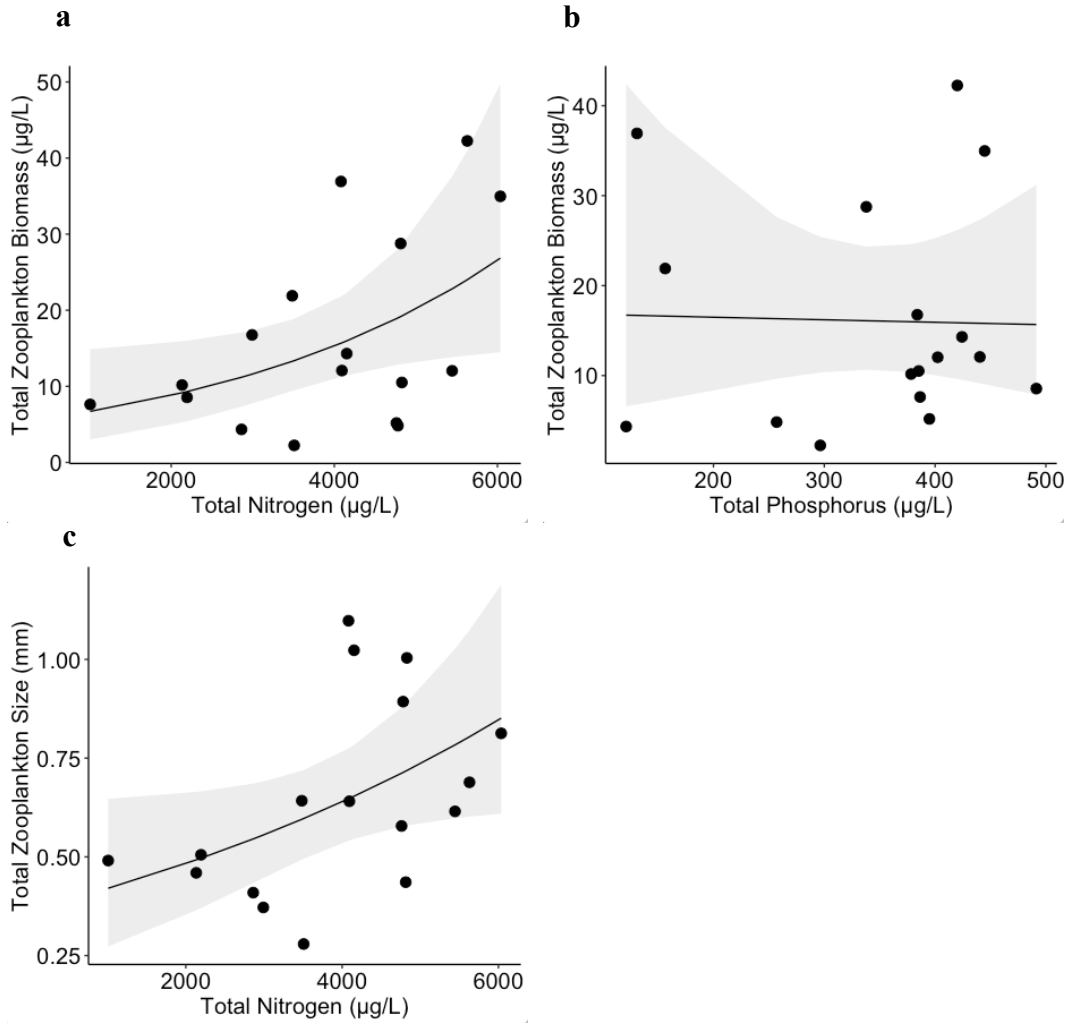 a
50
40
30
20
10
0
Total Zooplankton Biomass (µg/L)
2000 4000 6000
Total Nitrogen (µg/L)
b
40
30
20
10
Total Zooplankton Biomass (µg/L)
200 300 400 500
Total Phosphorus (µg/L)
c
1.00
0.75
0.50
0.25
Total Zooplankton Size (mm)
2000 4000 6000
Total Nitrogen (µg/L)